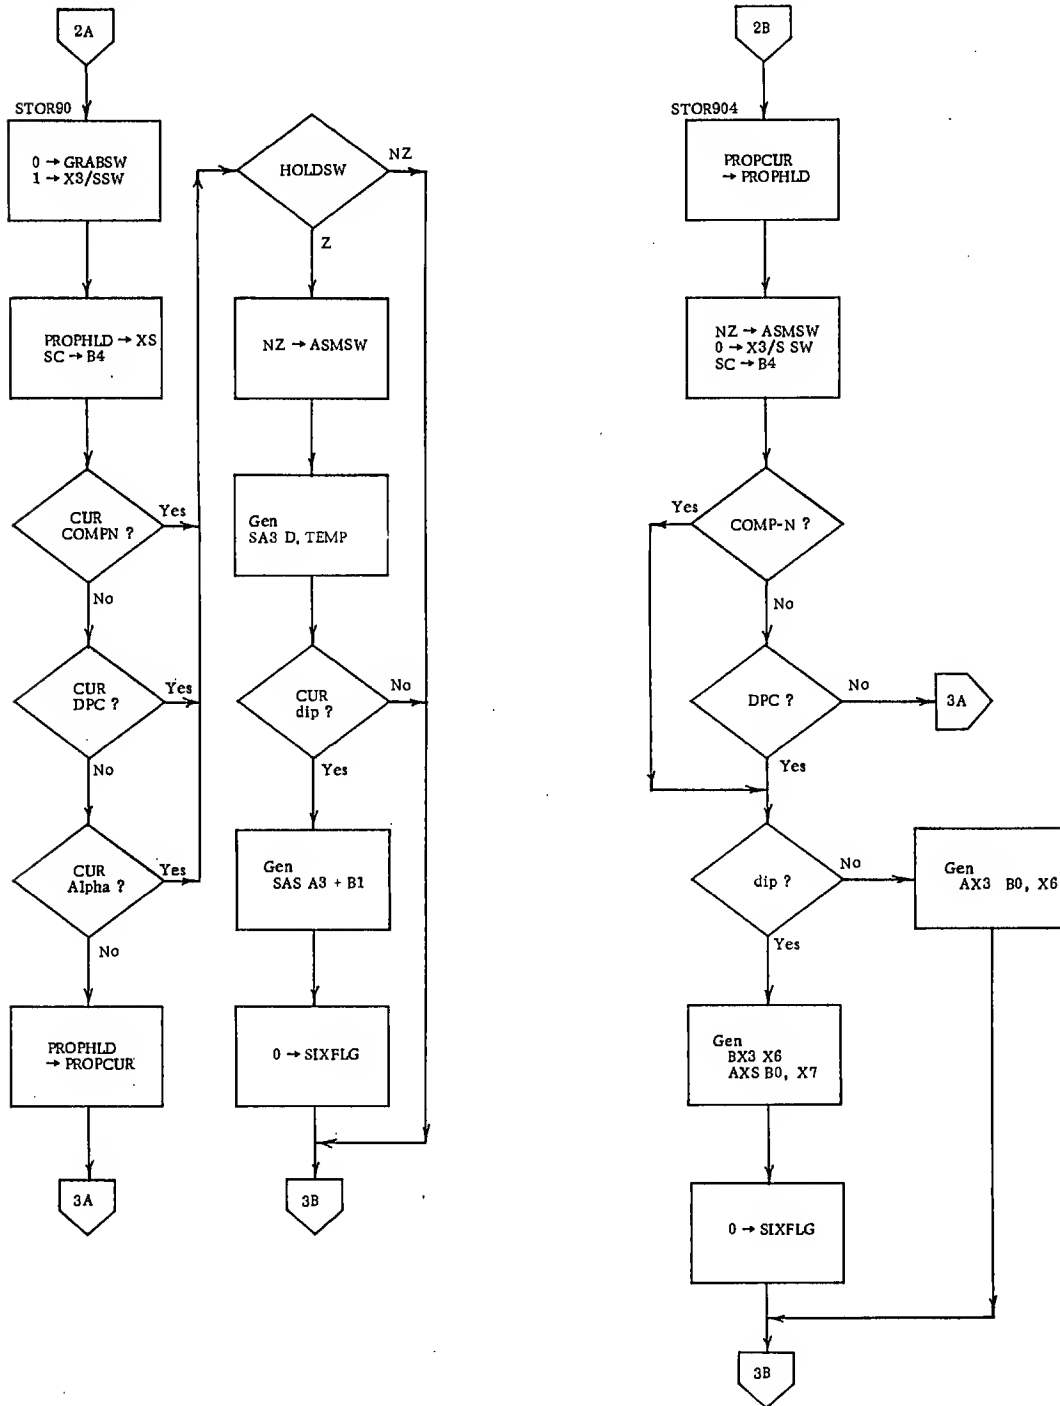 2A
STOR90
0 → GRABSW
1 → X3/SSW
PROPHLD → XS
SC → B4
CUR
COMPN ?
Yes
No
CUR
DPC ?
Yes
No
CUR
Alpha ?
Yes
No
PROPHLD
→ PROPCUR
3A
HOLDSW
NZ
Z
NZ → ASMSW
Gen
SA3 D, TEMP
CUR
dip ?
No
Yes
Gen
SAS A3 + B1
0 → SIXFLG
3B
2B
STOR904
PROPCUR
→ PROPHLD
NZ → ASMSW
0 → X3/S SW
SC → B4
Yes
COMP-N ?
No
DPC ?
No
3A
Yes
dip ?
No
Gen
AX3 B0, X6
Yes
Gen
BX3 X6
AXS B0, X7
0 → SIXFLG
3B